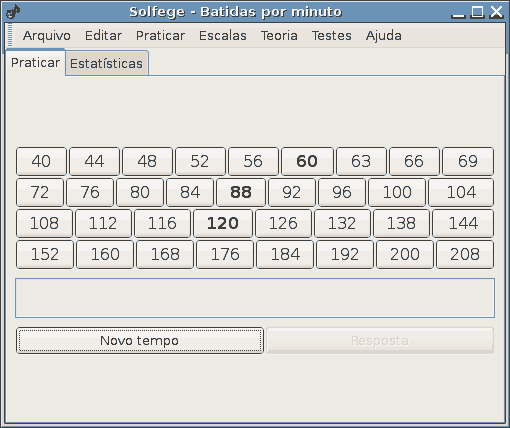 Solfege - Batidas por minuto
Arquivo Editar Praticar Escalas Teoria Testes Ajuda
Praticar Estatísticas
40 44 48 52 56 60 63 66 69
72 76 80 84 88 92 96 100 104
108 112 116 120 126 132 138 144
152 160 168 176 184 192 200 208
Novo tempo Resposta